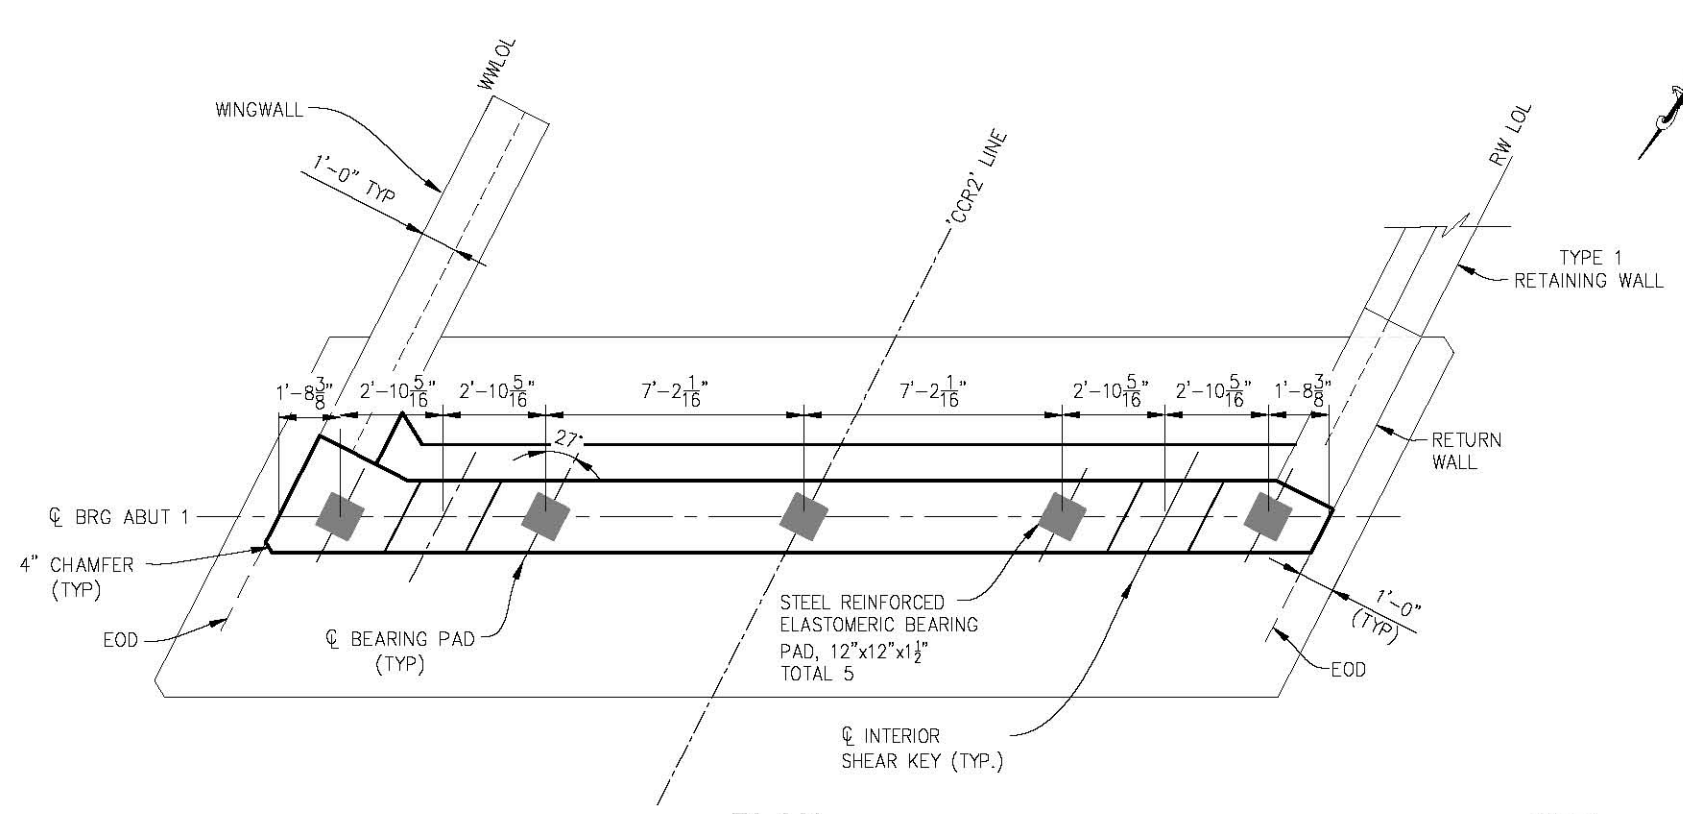 WWLOL
WINGWALL
1'-0" TYP
'CCR2' LINE
RW LOL
TYPE 1
RETAINING WALL
1'-8 3/8"
2'-10 5/16"
2'-10 5/16"
7'-2 1/16"
7'-2 1/16"
2'-10 5/16"
2'-10 5/16"
1'-8 3/8"
27°
RETURN
WALL
℄ BRG ABUT 1
4" CHAMFER
(TYP)
EOD
℄ BEARING PAD
(TYP)
STEEL REINFORCED
ELASTOMERIC BEARING
PAD, 12"x12"x1 1/2"
TOTAL 5
1'-0"
(TYP)
EOD
℄ INTERIOR
SHEAR KEY (TYP.)